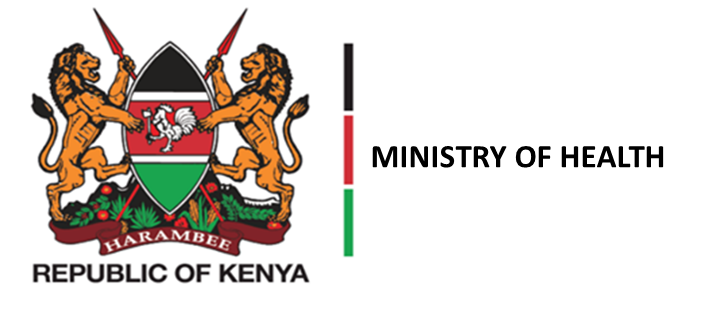 HARAMBEE
REPUBLIC OF KENYA
MINISTRY OF HEALTH